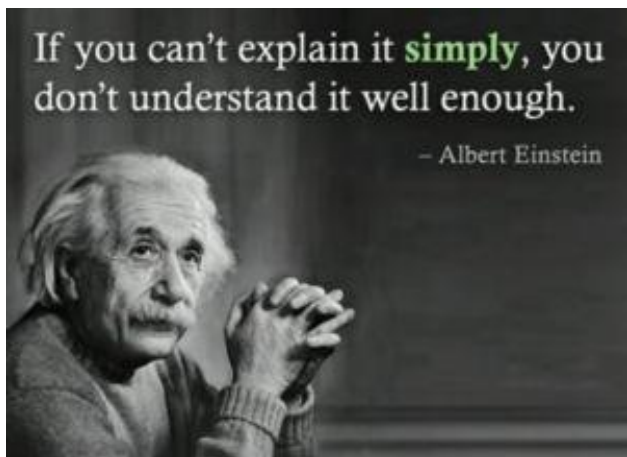 If you can’t explain it simply, you
don’t understand it well enough.
– Albert Einstein